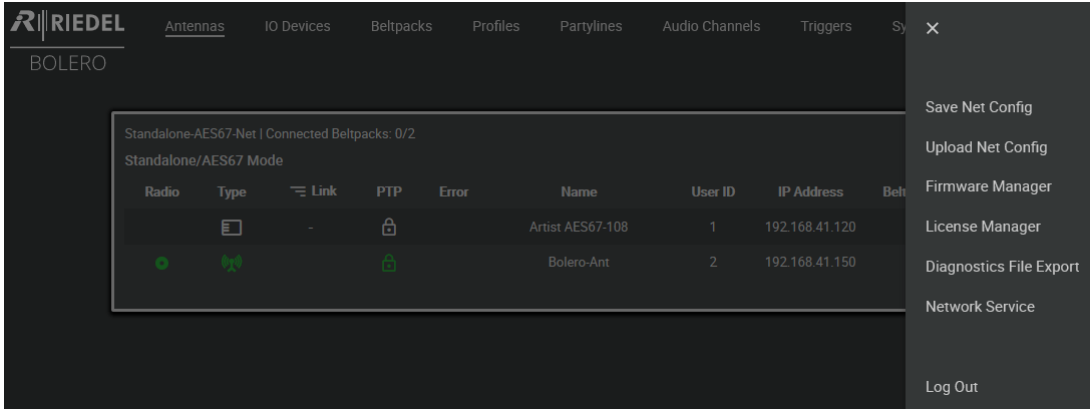 RIEDEL
BOLERO
Antennas IO Devices Beltpacks Profiles Partylines Audio Channels Triggers Sy
Standalone-AES67-Net | Connected Beltpacks: 0/2
Standalone/AES67 Mode
Radio Type Link PTP Error Name User ID IP Address Belt
- Artist AES67-108 1 192.168.41.120
Bolero-Ant 2 192.168.41.150
Save Net Config
Upload Net Config
Firmware Manager
License Manager
Diagnostics File Export
Network Service
Log Out